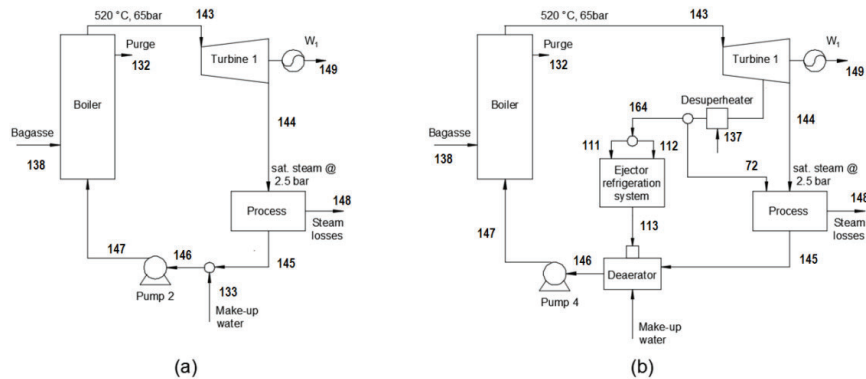 520 °C, 65bar
143
Purge
132
Turbine 1
W1
149
Boiler
144
Bagasse
138
sat. steam @
2.5 bar
148
Process
Steam
losses
147
146
145
Pump 2
133
Make-up
water
(a)
520 °C, 65bar
143
Purge
132
Turbine 1
W1
149
Boiler
Desuperheater
164
137
144
111
112
Bagasse
138
72
sat. steam @
2.5 bar
148
Ejector
refrigeration
system
Process
Steam
losses
113
147
146
145
Deaerator
Pump 4
Make-up
water
(b)